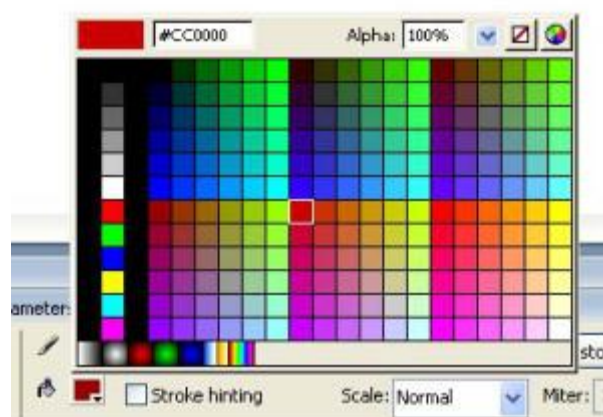 #CC0000 Alpha: 100%
ameter
sto
Stroke hinting Scale: Normal Miter: